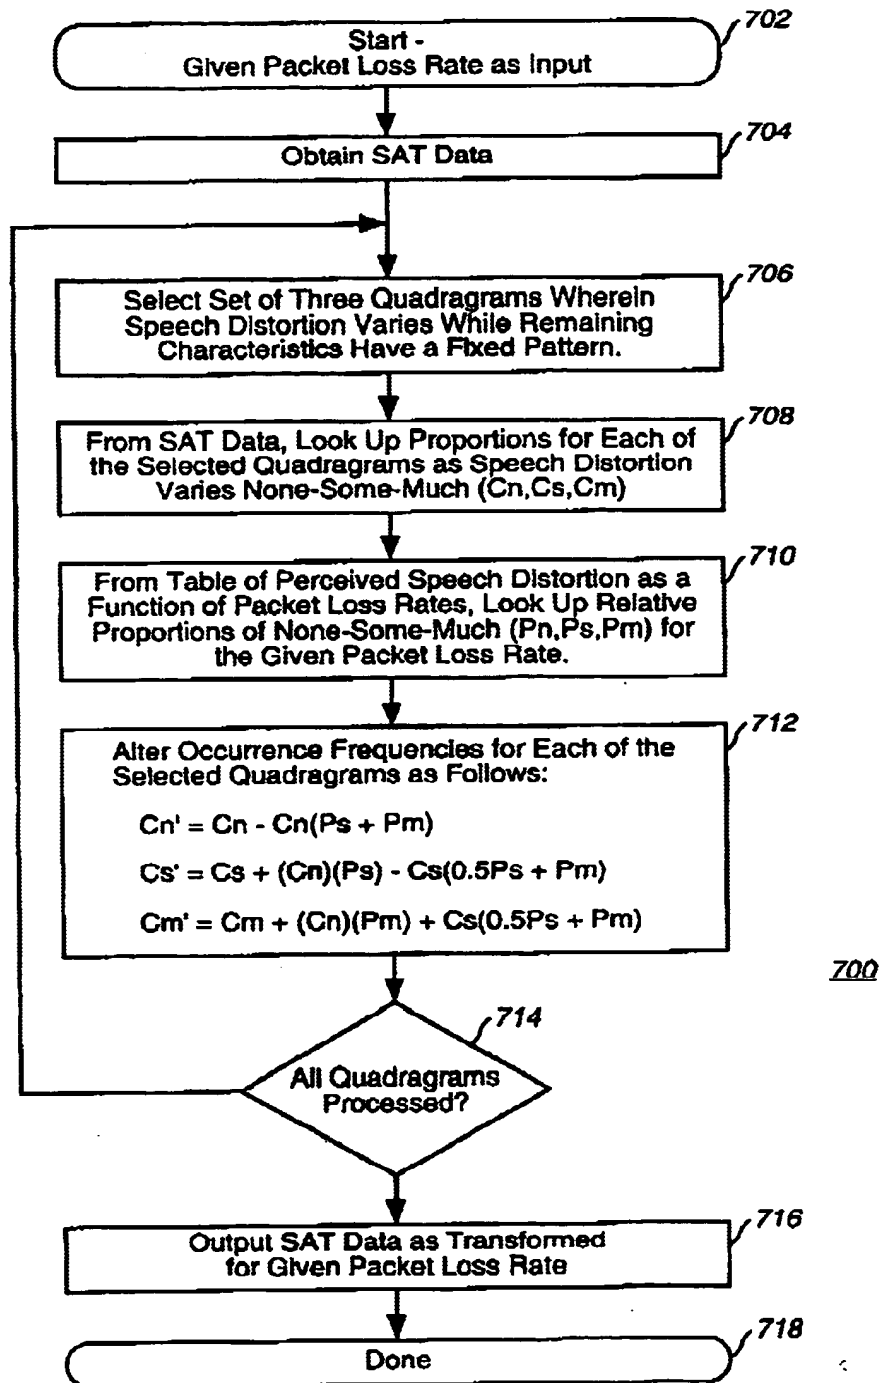 702
Start -
Given Packet Loss Rate as Input
704
Obtain SAT Data
706
Select Set of Three Quadragrams Wherein
Speech Distortion Varies While Remaining
Characteristics Have a Fixed Pattern.
708
From SAT Data, Look Up Proportions for Each of
the Selected Quadragrams as Speech Distortion
Varies None-Some-Much (Cn,Cs,Cm)
710
From Table of Perceived Speech Distortion as a
Function of Packet Loss Rates, Look Up Relative
Proportions of None-Some-Much (Pn,Ps,Pm) for
the Given Packet Loss Rate.
712
Alter Occurrence Frequencies for Each of the
Selected Quadragrams as Follows:
Cn' = Cn - Cn(Ps + Pm)
Cs' = Cs + (Cn)(Ps) - Cs(0.5Ps + Pm)
Cm' = Cm + (Cn)(Pm) + Cs(0.5Ps + Pm)
700
714
All Quadragrams
Processed?
716
Output SAT Data as Transformed
for Given Packet Loss Rate
718
Done